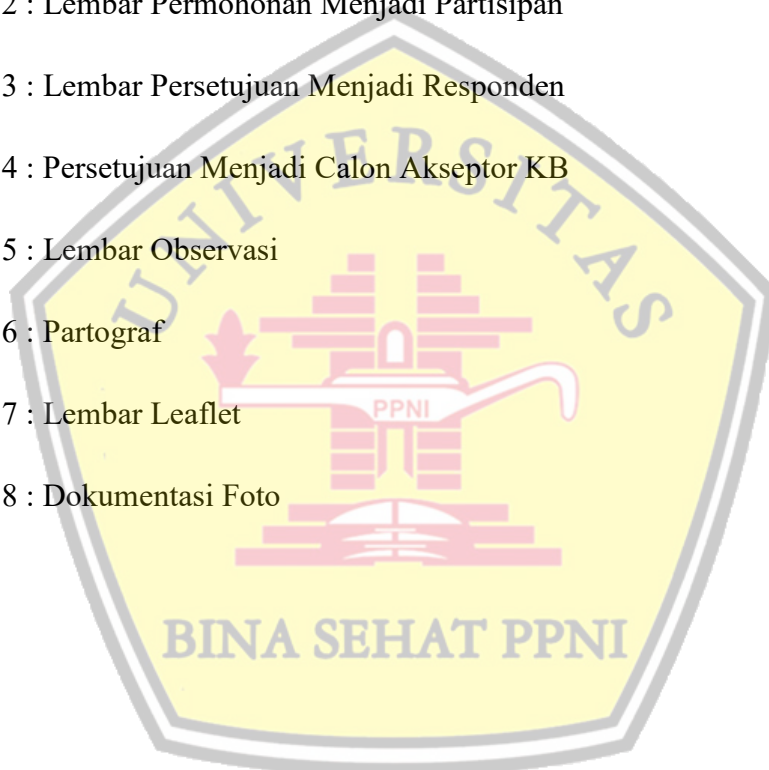 2 : Lembar Permohonan Menjadi Partisipan
3 : Lembar Persetujuan Menjadi Responden
4 : Persetujuan Menjadi Calon Akseptor KB
5 : Lembar Observasi
6 : Partograf
7 : Lembar Leaflet
8 : Dokumentasi Foto
UNIVERSITAS
PPNI
BINA SEHAT PPNI